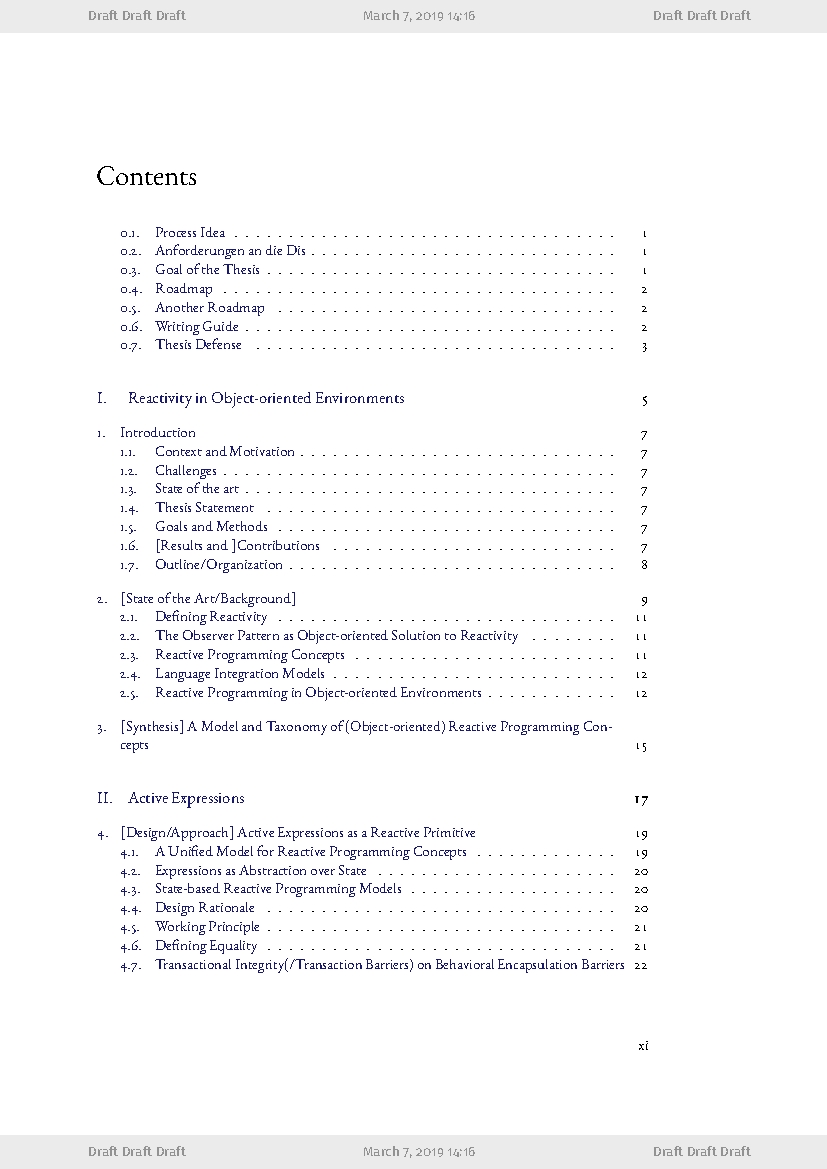 Draft Draft Draft March 7, 2019 14:16 Draft Draft Draft
Contents
0.1. Process Idea . . . . . . . . . . . . . . . . . . . . . . . . . . . . . . . . . . . 1
0.2. Anforderungen an die Dis . . . . . . . . . . . . . . . . . . . . . . . . . . . . 1
0.3. Goal of the Thesis . . . . . . . . . . . . . . . . . . . . . . . . . . . . . . . . 1
0.4. Roadmap . . . . . . . . . . . . . . . . . . . . . . . . . . . . . . . . . . . . 2
0.5. Another Roadmap . . . . . . . . . . . . . . . . . . . . . . . . . . . . . . . 2
0.6. Writing Guide . . . . . . . . . . . . . . . . . . . . . . . . . . . . . . . . . . 2
0.7. Thesis Defense . . . . . . . . . . . . . . . . . . . . . . . . . . . . . . . . . 3
I. Reactivity in Object-oriented Environments 5
1. Introduction 7
1.1. Context and Motivation . . . . . . . . . . . . . . . . . . . . . . . . . . . . . 7
1.2. Challenges . . . . . . . . . . . . . . . . . . . . . . . . . . . . . . . . . . . . 7
1.3. State of the art . . . . . . . . . . . . . . . . . . . . . . . . . . . . . . . . . . 7
1.4. Thesis Statement . . . . . . . . . . . . . . . . . . . . . . . . . . . . . . . . 7
1.5. Goals and Methods . . . . . . . . . . . . . . . . . . . . . . . . . . . . . . . 7
1.6. [Results and ]Contributions . . . . . . . . . . . . . . . . . . . . . . . . . . 7
1.7. Outline/Organization . . . . . . . . . . . . . . . . . . . . . . . . . . . . . . 8
2. [State of the Art/Background] 9
2.1. Defining Reactivity . . . . . . . . . . . . . . . . . . . . . . . . . . . . . . . 11
2.2. The Observer Pattern as Object-oriented Solution to Reactivity . . . . . . . . 11
2.3. Reactive Programming Concepts . . . . . . . . . . . . . . . . . . . . . . . . 11
2.4. Language Integration Models . . . . . . . . . . . . . . . . . . . . . . . . . . 12
2.5. Reactive Programming in Object-oriented Environments . . . . . . . . . . . . 12
3. [Synthesis] A Model and Taxonomy of (Object-oriented) Reactive Programming Con-
cepts 15
II. Active Expressions 17
4. [Design/Approach] Active Expressions as a Reactive Primitive 19
4.1. A Unified Model for Reactive Programming Concepts . . . . . . . . . . . . . 19
4.2. Expressions as Abstraction over State . . . . . . . . . . . . . . . . . . . . . . 20
4.3. State-based Reactive Programming Models . . . . . . . . . . . . . . . . . . . 20
4.4. Design Rationale . . . . . . . . . . . . . . . . . . . . . . . . . . . . . . . . 20
4.5. Working Principle . . . . . . . . . . . . . . . . . . . . . . . . . . . . . . . . 21
4.6. Defining Equality . . . . . . . . . . . . . . . . . . . . . . . . . . . . . . . . 21
4.7. Transactional Integrity(/Transaction Barriers) on Behavioral Encapsulation Barriers 22
xi
Draft Draft Draft March 7, 2019 14:16 Draft Draft Draft